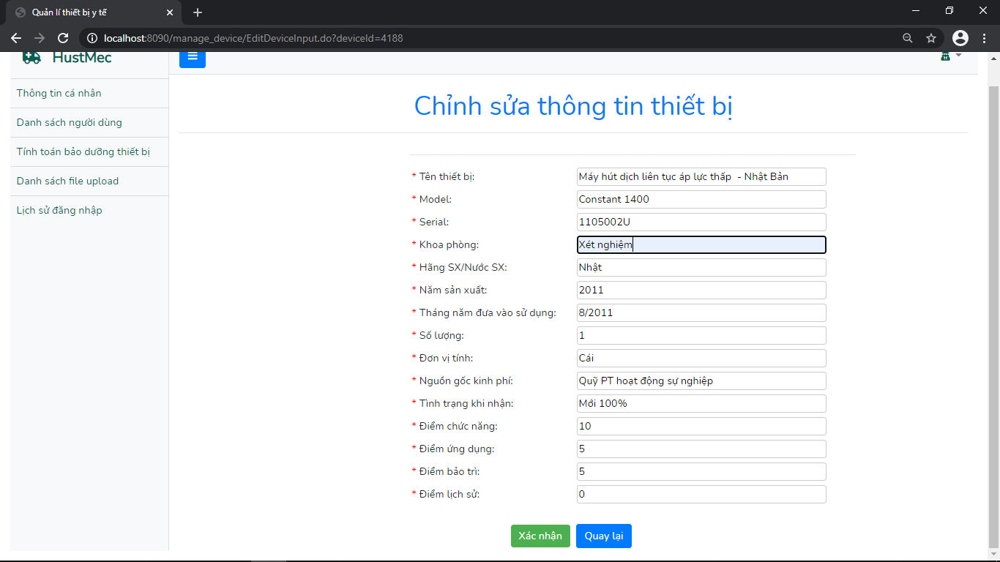 Quản lí thiết bị y tế
localhost:8090/manage_device/EditDeviceInput.do?deviceId=4188
HustMec
Thông tin cá nhân
Danh sách người dùng
Tính toán bảo dưỡng thiết bị
Danh sách file upload
Lịch sử đăng nhập
Chỉnh sửa thông tin thiết bị
* Tên thiết bị: Máy hút dịch liên tục áp lực thấp - Nhật Bản
* Model: Constant 1400
* Serial: 1105002U
* Khoa phòng: Xét nghiệm
* Hãng SX/Nước SX: Nhật
* Năm sản xuất: 2011
* Tháng năm đưa vào sử dụng: 8/2011
* Số lượng: 1
* Đơn vị tính: Cái
* Nguồn gốc kinh phí: Quỹ PT hoạt động sự nghiệp
* Tình trạng khi nhận: Mới 100%
* Điểm chức năng: 10
* Điểm ứng dụng: 5
* Điểm bảo trì: 5
* Điểm lịch sử: 0
Xác nhận Quay lại